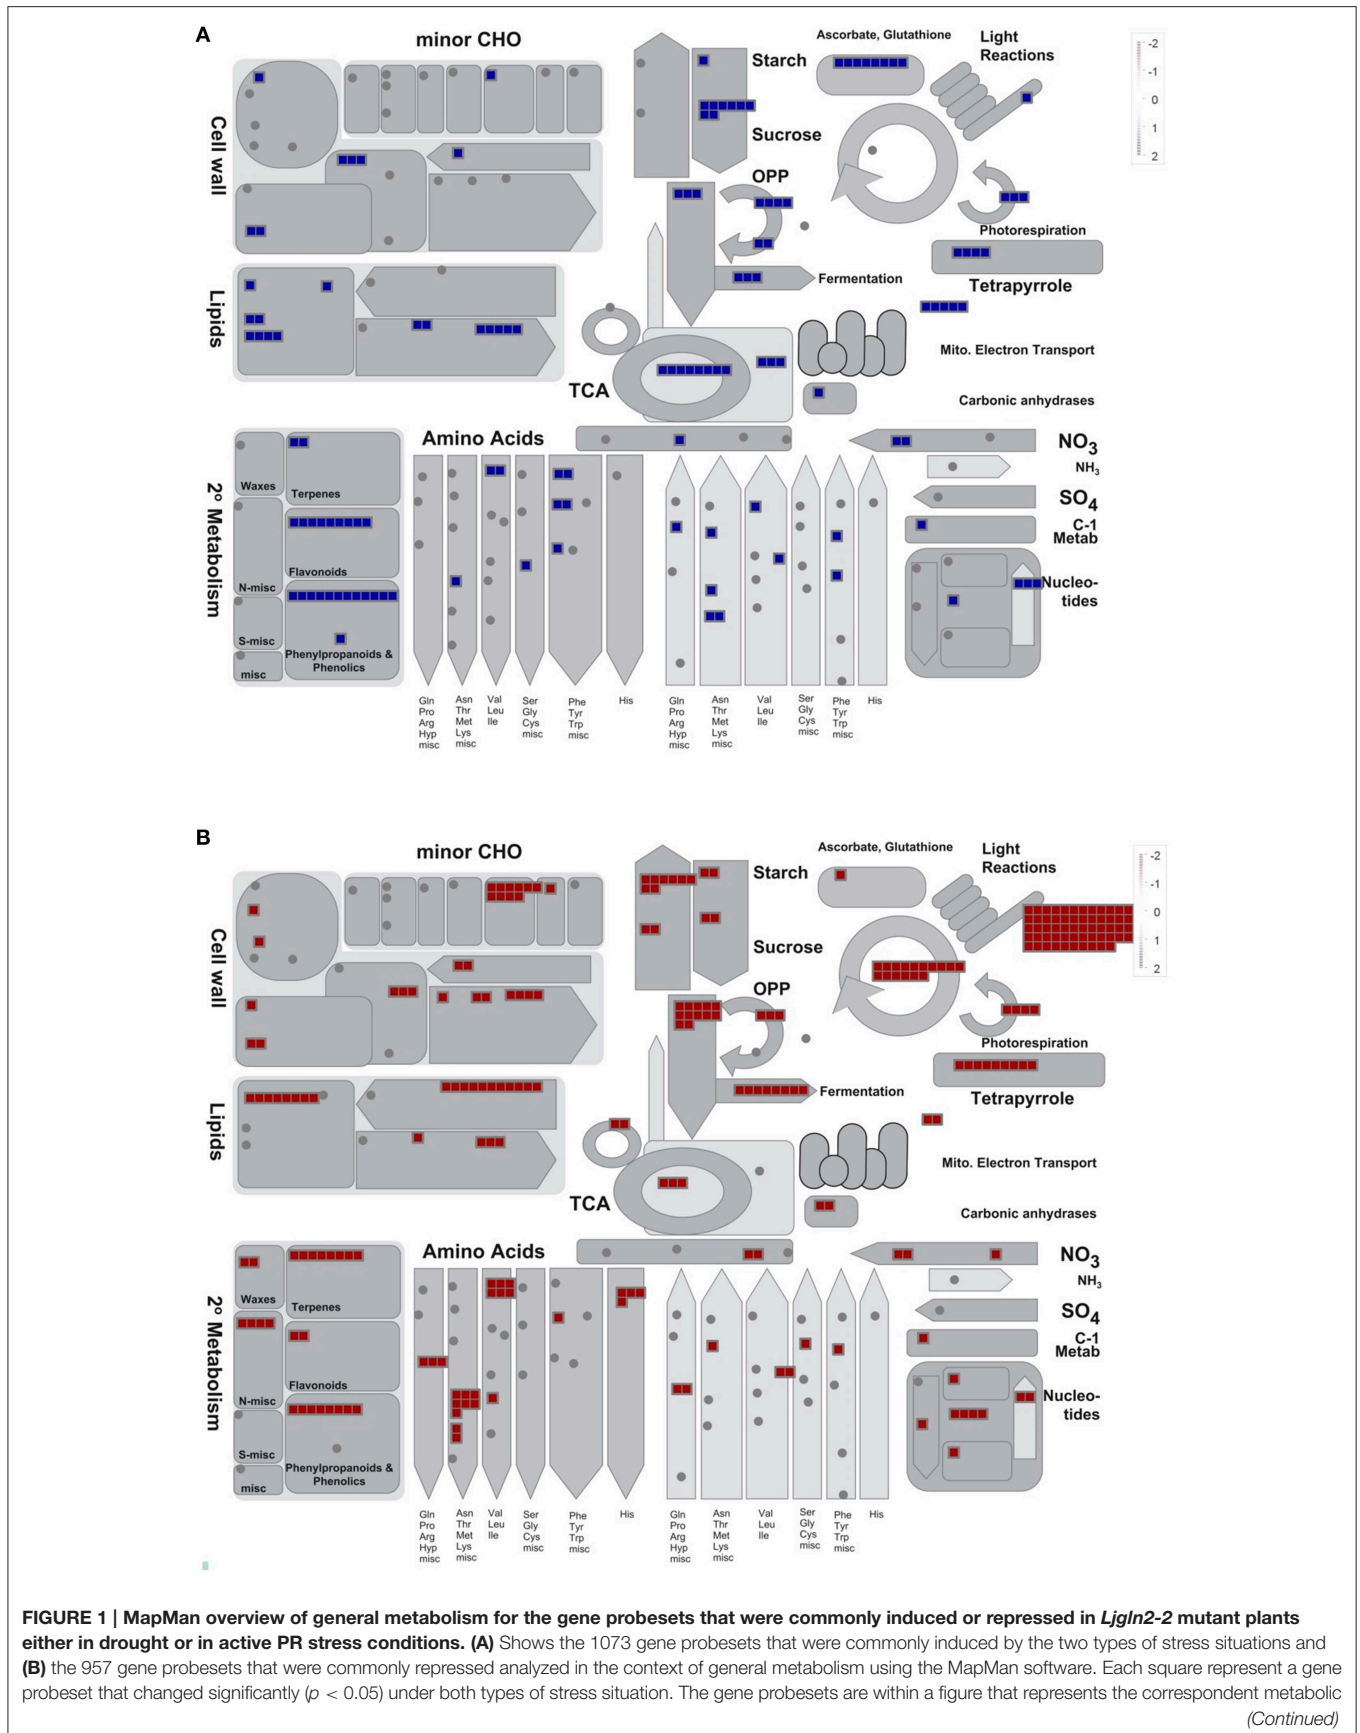 A
minor CHO
Starch
Ascorbate, Glutathione
Light
Reactions
-2
-1
0
1
2
Cell wall
Sucrose
OPP
Photorespiration
Fermentation
Tetrapyrrole
Lipids
Mito. Electron Transport
TCA
Carbonic anhydrases
2º Metabolism
Waxes
Terpenes
Flavonoids
N-misc
S-misc
Phenylpropanoids &
Phenolics
misc
Amino Acids
NO3
NH3
SO4
C-1
Metab
Nucleo-
tides
Gln
Pro
Arg
Hyp
misc
Asn
Thr
Met
Lys
misc
Val
Leu
Ile
Ser
Gly
Cys
misc
Phe
Tyr
Trp
misc
His
Gln
Pro
Arg
Hyp
misc
Asn
Thr
Met
Lys
misc
Val
Leu
Ile
Ser
Gly
Cys
misc
Phe
Tyr
Trp
misc
His
B
minor CHO
Starch
Ascorbate, Glutathione
Light
Reactions
-2
-1
0
1
2
Cell wall
Sucrose
OPP
Photorespiration
Fermentation
Tetrapyrrole
Lipids
Mito. Electron Transport
TCA
Carbonic anhydrases
2º Metabolism
Waxes
Terpenes
Flavonoids
N-misc
S-misc
Phenylpropanoids &
Phenolics
misc
Amino Acids
NO3
NH3
SO4
C-1
Metab
Nucleo-
tides
Gln
Pro
Arg
Hyp
misc
Asn
Thr
Met
Lys
misc
Val
Leu
Ile
Ser
Gly
Cys
misc
Phe
Tyr
Trp
misc
His
Gln
Pro
Arg
Hyp
misc
Asn
Thr
Met
Lys
misc
Val
Leu
Ile
Ser
Gly
Cys
misc
Phe
Tyr
Trp
misc
His
FIGURE 1 | MapMan overview of general metabolism for the gene probesets that were commonly induced or repressed in Ljgln2-2 mutant plants
either in drought or in active PR stress conditions. (A) Shows the 1073 gene probesets that were commonly induced by the two types of stress situations and
(B) the 957 gene probesets that were commonly repressed analyzed in the context of general metabolism using the MapMan software. Each square represent a gene
probeset that changed significantly (p < 0.05) under both types of stress situation. The gene probesets are within a figure that represents the correspondent metabolic
(Continued)